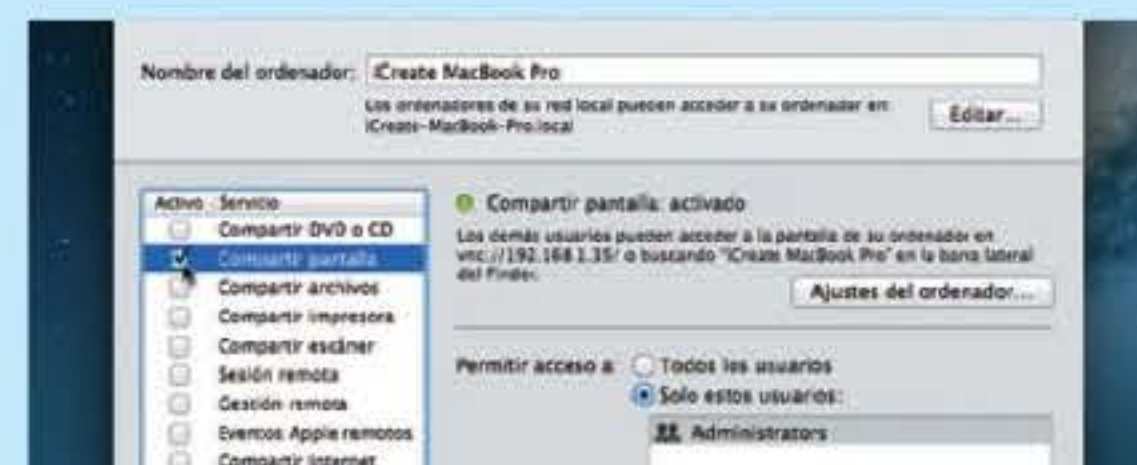 Nombre del ordenador: iCreate MacBook Pro
Los ordenadores de su red local pueden acceder a su ordenador en:
iCreate-MacBook-Pro.local
Editar...
Activo Servicio
Compartir DVD o CD
Compartir pantalla
Compartir archivos
Compartir impresora
Compartir escáner
Sesión remota
Gestión remota
Eventos Apple remotos
Compartir Internet
Compartir pantalla: activado
Los demás usuarios pueden acceder a la pantalla de su ordenador en
vnc://192.168.1.35/ o buscando "iCreate MacBook Pro" en la barra lateral
del Finder.
Ajustes del ordenador...
Permitir acceso a: Todos los usuarios
Solo estos usuarios:
Administrators